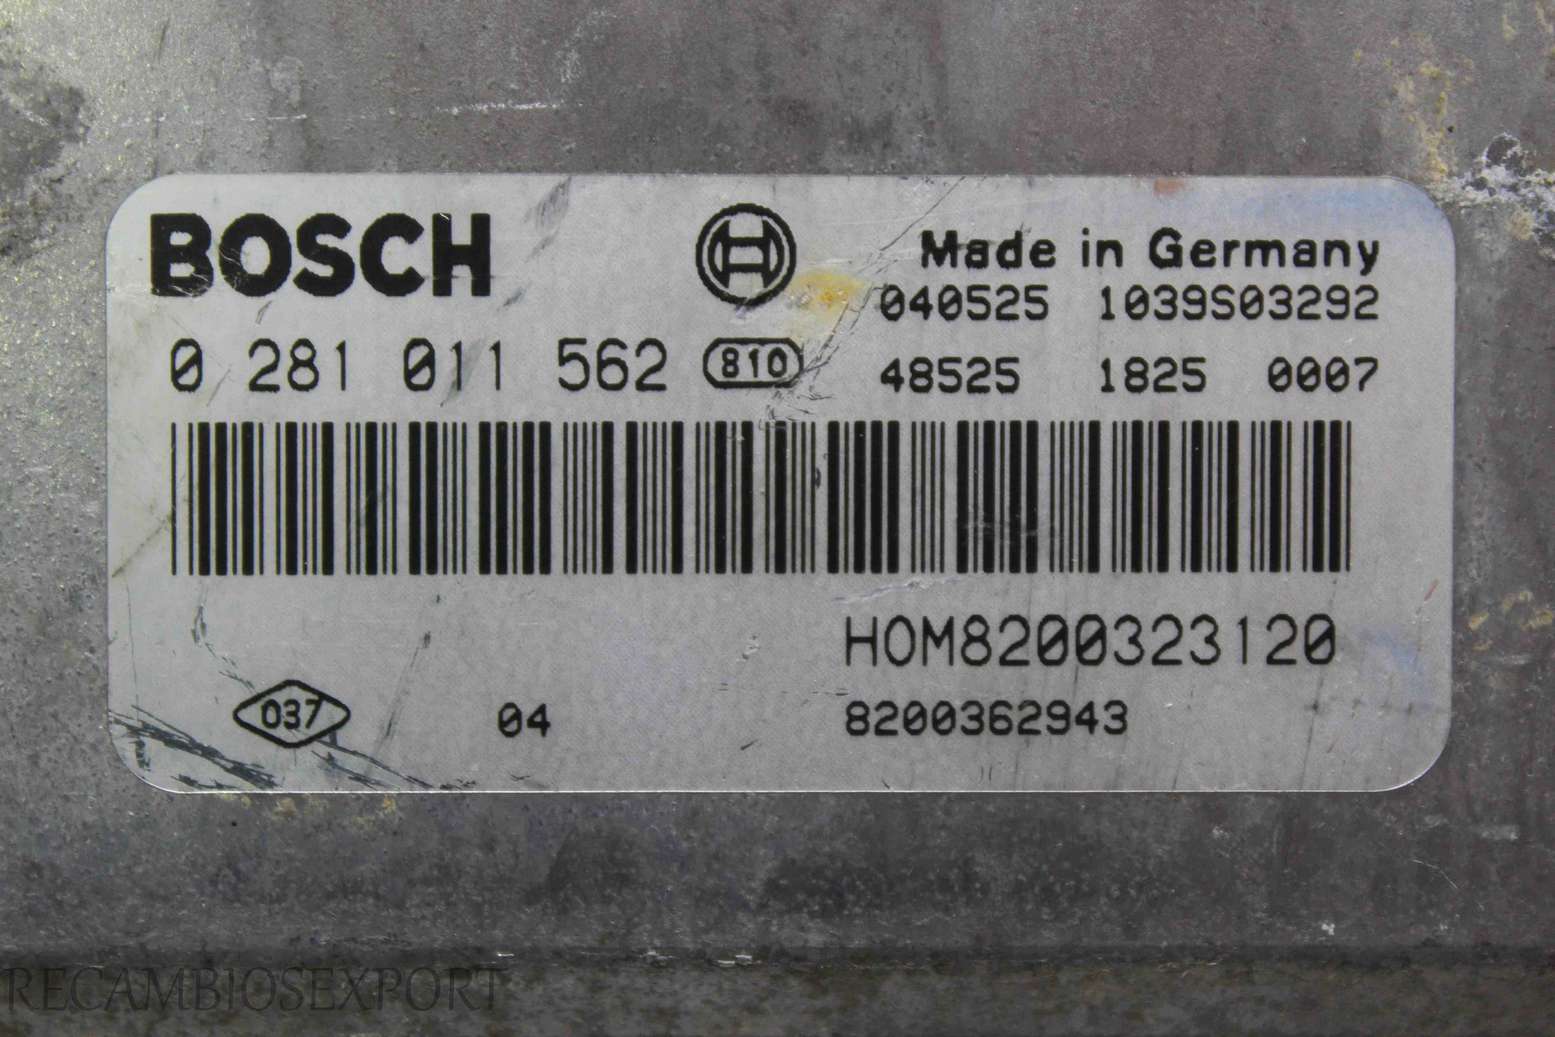 BOSCH
Made in Germany
040525 1039S03292
0 281 011 562 810
48525 1825 0007
HOM8200323120
037 04 8200362943
RECAMBIOSEXPORT